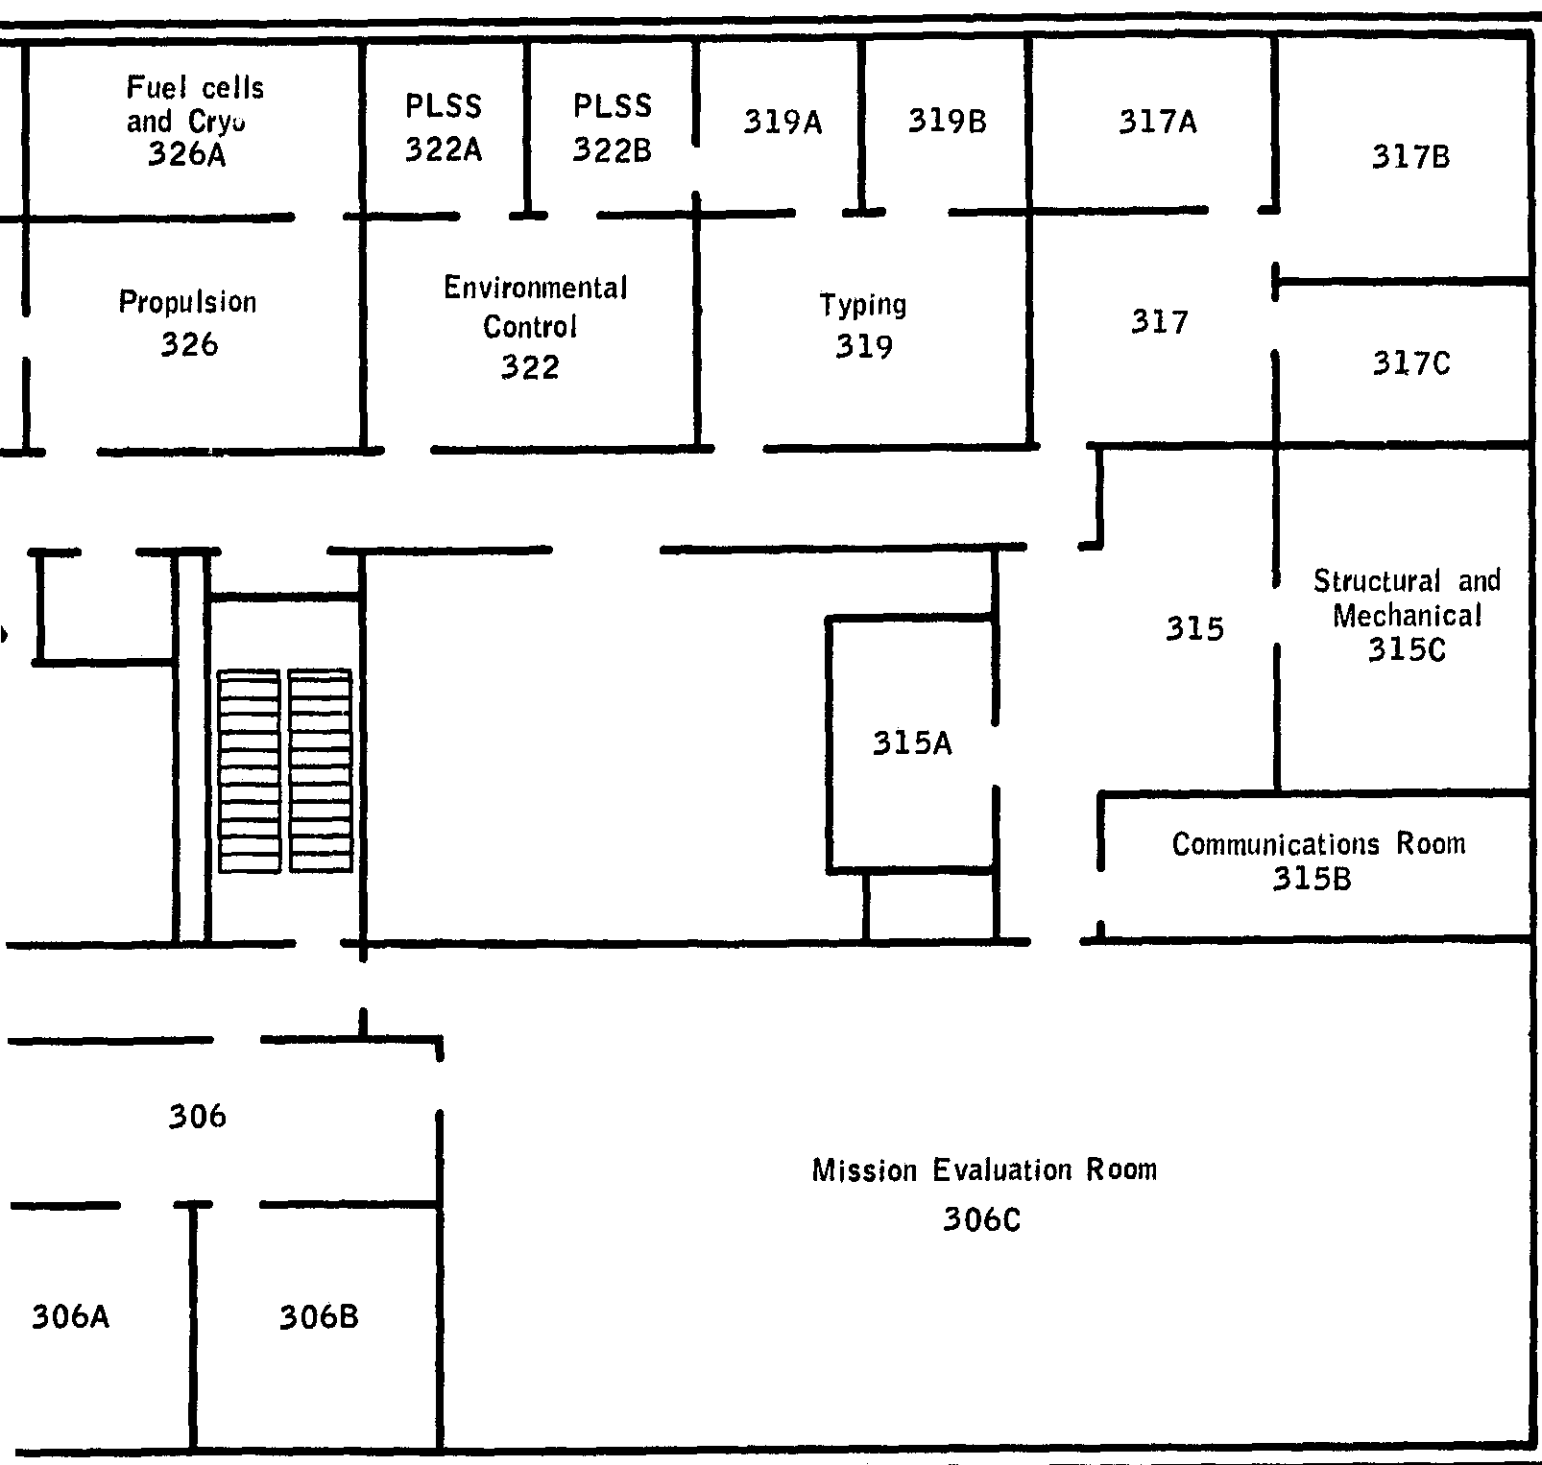 Fuel cells
and Cryo
326A
PLSS
322A
PLSS
322B
319A
319B
317A
317B
Propulsion
326
Environmental
Control
322
Typing
319
317
317C
315
Structural and
Mechanical
315C
315A
Communications Room
315B
306
Mission Evaluation Room
306C
306A
306B